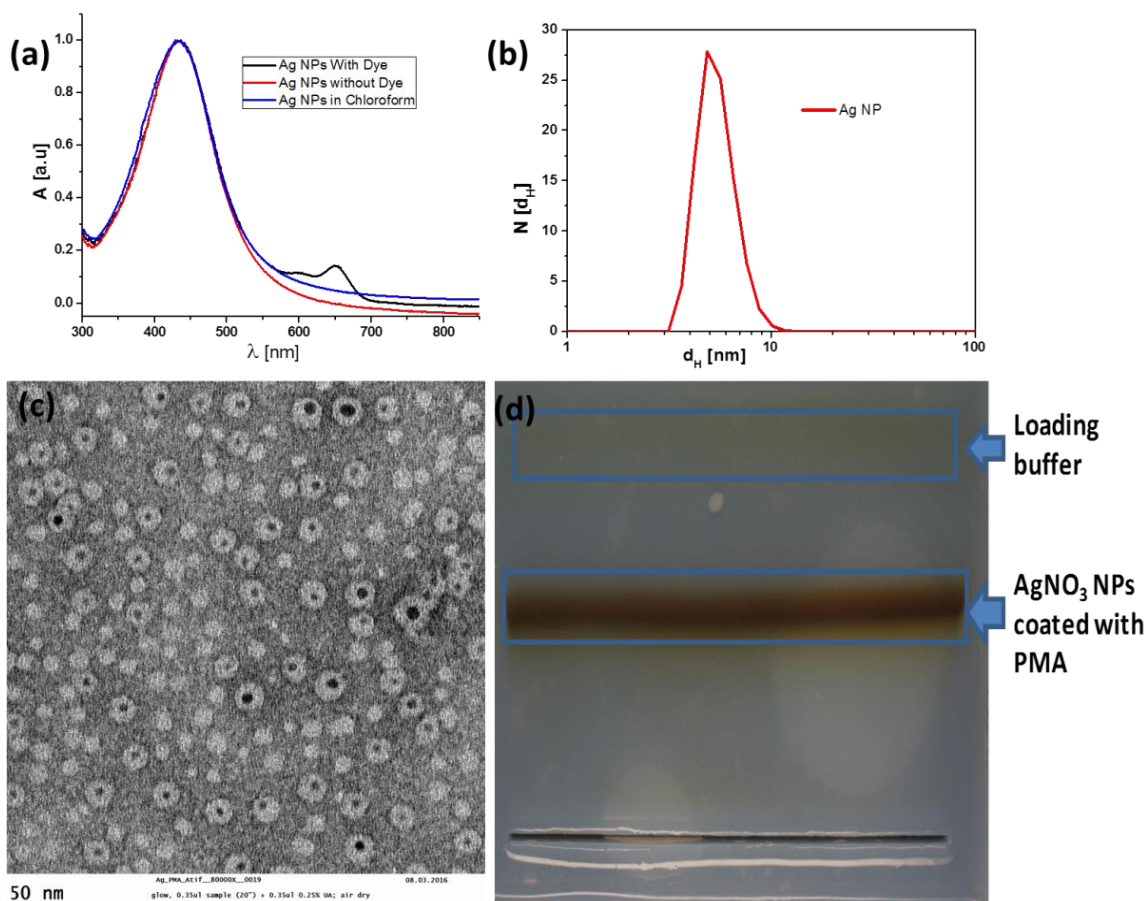 (a)
A [a.u]
1.0
0.8
0.6
0.4
0.2
0.0
300 400 500 600 700 800
λ [nm]
Ag NPs With Dye
Ag NPs without Dye
Ag NPs in Chloroform
(b)
N [d_H]
30
25
20
15
10
5
0
1 10 100
d_H [nm]
Ag NP
(c)
50 nm
Ag_PMA_Atif__80000X__0019
08.03.2016
glow, 0.35ul sample (20") + 0.35ul 0.25% UA; air dry
(d)
Loading
buffer
AgNO₃ NPs
coated with
PMA